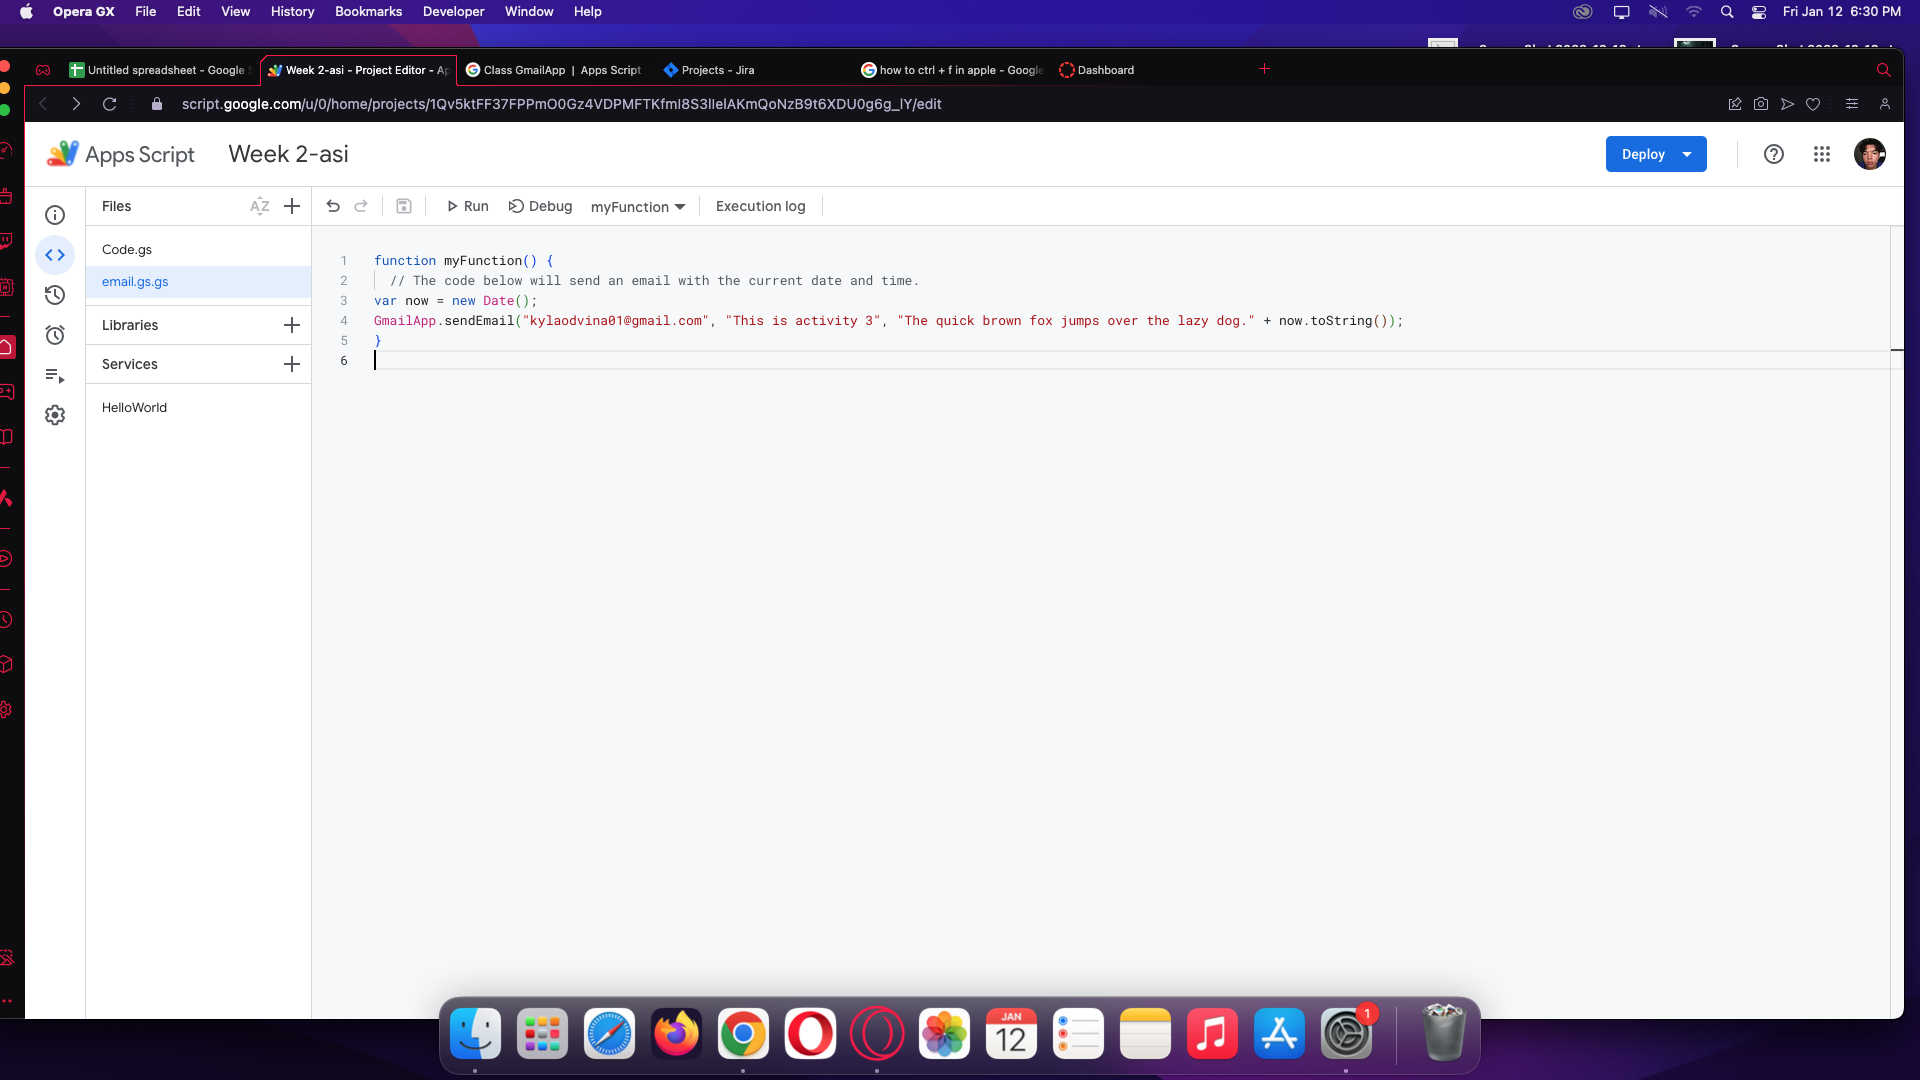 Opera GX File Edit View History Bookmarks Developer Window Help Fri Jan 12 6:30 PM
Untitled spreadsheet - Google Week 2-asi - Project Editor - Ap Class GmailApp | Apps Script Projects - Jira how to ctrl + f in apple - Google Dashboard
script.google.com/u/0/home/projects/1Qv5ktFF37FPPmO0Gz4VDPMFTKfml8S3lIelAKmQoNzB9t6XDU0g6g_lY/edit
Apps Script Week 2-asi Deploy
Files AZ Run Debug myFunction Execution log
Code.gs
email.gs.gs
Libraries
Services
HelloWorld
1 function myFunction() {
2 // The code below will send an email with the current date and time.
3 var now = new Date();
4 GmailApp.sendEmail("kylaodvina01@gmail.com", "This is activity 3", "The quick brown fox jumps over the lazy dog." + now.toString());
5 }
6
JAN
12
1